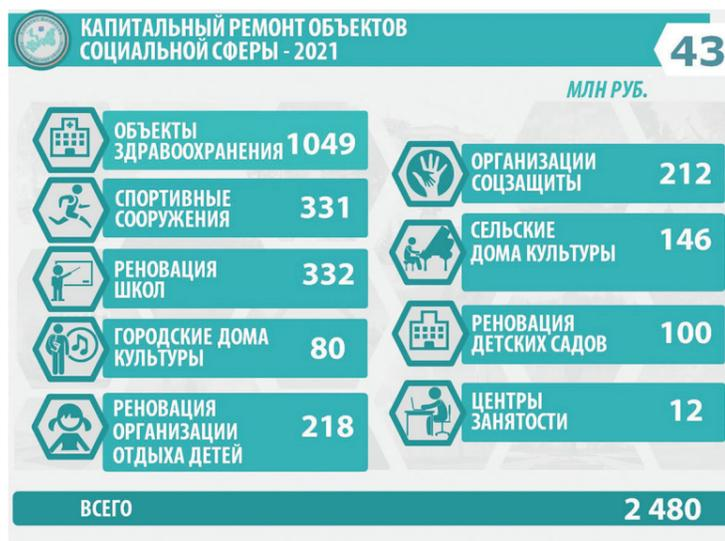 КАПИТАЛЬНЫЙ РЕМОНТ ОБЪЕКТОВ
СОЦИАЛЬНОЙ СФЕРЫ - 2021
43
МЛН РУБ.
ОБЪЕКТЫ
ЗДРАВООХРАНЕНИЯ 1049
СПОРТИВНЫЕ
СООРУЖЕНИЯ
331
РЕНОВАЦИЯ
ШКОЛ
332
ГОРОДСКИЕ ДОМА
КУЛЬТУРЫ
80
РЕНОВАЦИЯ
ОРГАНИЗАЦИИ
ОТДЫХА ДЕТЕЙ
218
ОРГАНИЗАЦИИ
СОЦЗАЩИТЫ
212
СЕЛЬСКИЕ
ДОМА КУЛЬТУРЫ
146
РЕНОВАЦИЯ
ДЕТСКИХ САДОВ
100
ЦЕНТРЫ
ЗАНЯТОСТИ
12
ВСЕГО 2 480